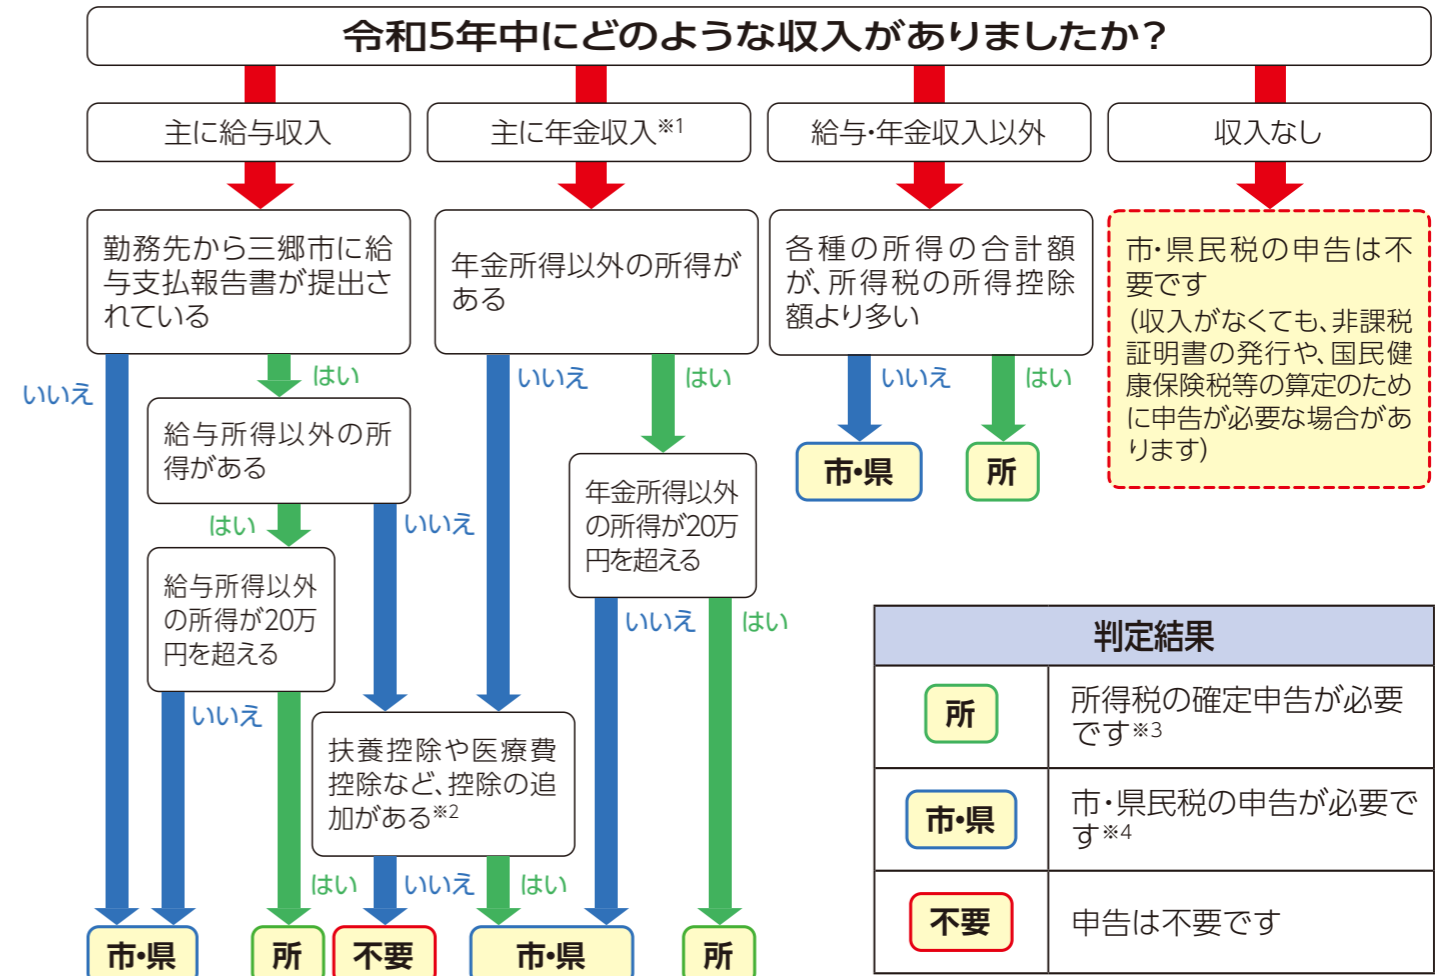 令和5年中にどのような収入がありましたか？
主に給与収入
主に年金収入※1
給与・年金収入以外
収入なし
勤務先から三郷市に給
与支払報告書が提出さ
れている
年金所得以外の所得が
ある
各種の所得の合計額
が、所得税の所得控除
額より多い
市・県民税の申告は不
要です
(収入がなくても、非課税
証明書の発行や、国民健
康保険税等の算定のため
に申告が必要な場合があ
ります)
いいえ
はい
いいえ
はい
いいえ
はい
給与所得以外の所
得がある
市・県
所
はい
いいえ
年金所得以外
の所得が20万
円を超える
給与所得以外
の所得が20万
円を超える
いいえ
はい
いいえ
扶養控除や医療費
控除など、控除の追
加がある※2
はい
いいえ
はい
市・県
所
不要
市・県
所
判定結果
所
所得税の確定申告が必要
です※3
市・県
市・県民税の申告が必要で
す※4
不要
申告は不要です